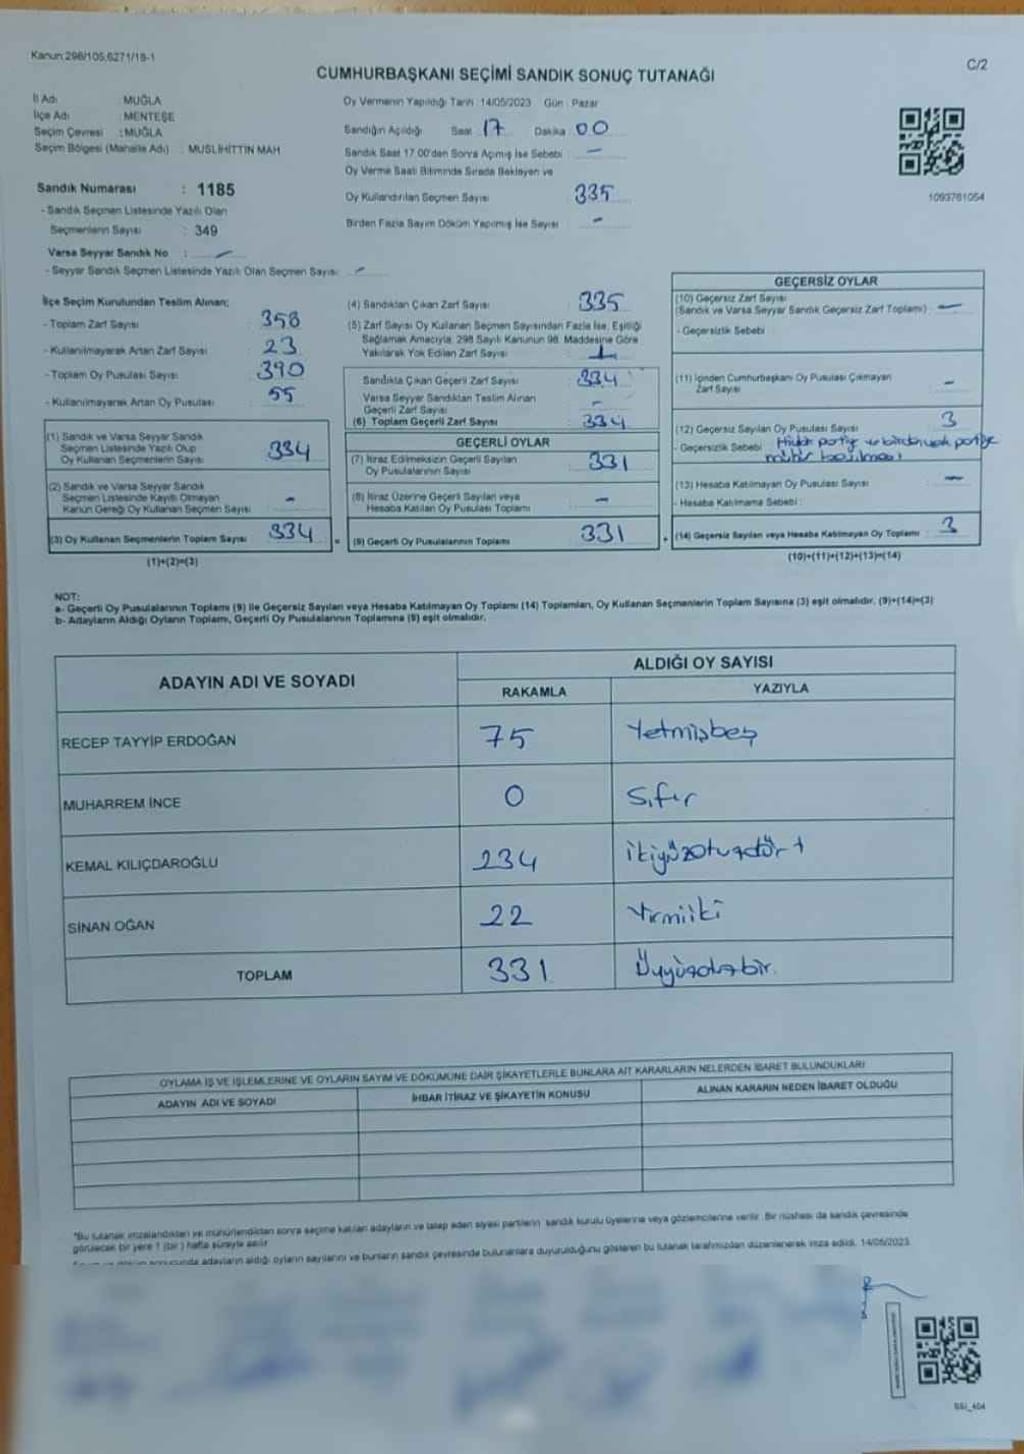 Kanun:298/105,6271/18-1
C/2
CUMHURBAŞKANI SEÇİMİ SANDIK SONUÇ TUTANAĞI
İl Adı : MUĞLA
İlçe Adı : MENTEŞE
Seçim Çevresi : MUĞLA
Seçim Bölgesi (Mahalle Adı) : MUSLİHİTTİN MAH
Sandık Numarası : 1185
- Sandık Seçmen Listesinde Yazılı Olan
Seçmenlerin Sayısı : 349
Varsa Seyyar Sandık No : -
- Seyyar Sandık Seçmen Listesinde Yazılı Olan Seçmen Sayısı: -
Oy Vermenin Yapıldığı Tarih : 14/05/2023 Gün : Pazar
Sandığın Açıldığı Saat 17 Dakika 00
Sandık Saat 17.00'den Sonra Açılmış İse Sebebi : -
Oy Verme Saati Bitiminde Sırada Bekleyen ve
Oy Kullandırılan Seçmen Sayısı 335
Birden Fazla Sayım Döküm Yapılmış İse Sayısı -
1093761054
İlçe Seçim Kurulundan Teslim Alınan;
- Toplam Zarf Sayısı 358
- Kullanılmayarak Artan Zarf Sayısı 23
- Toplam Oy Pusulası Sayısı 390
- Kullanılmayarak Artan Oy Pusulası 55
(1) Sandık ve Varsa Seyyar Sandık
Seçmen Listesinde Yazılı Olup
Oy Kullanan Seçmenlerin Sayısı 334
(2) Sandık ve Varsa Seyyar Sandık
Seçmen Listesinde Kayıtlı Olmayan
Kanun Gereği Oy Kullanan Seçmen Sayısı -
(3) Oy Kullanan Seçmenlerin Toplam Sayısı 334
(1)+(2)=(3)
(4) Sandıktan Çıkan Zarf Sayısı 335
(5) Zarf Sayısı Oy Kullanan Seçmen Sayısından Fazla İse, Eşitliği
Sağlamak Amacıyla, 298 Sayılı Kanunun 98. Maddesine Göre
Yakılarak Yok Edilen Zarf Sayısı 1
Sandıkta Çıkan Geçerli Zarf Sayısı 334
Varsa Seyyar Sandıktan Teslim Alınan
Geçerli Zarf Sayısı -
(6) Toplam Geçerli Zarf Sayısı 334
GEÇERLİ OYLAR
(7) İtiraz Edilmeksizin Geçerli Sayılan
Oy Pusulalarının Sayısı 331
(8) İtiraz Üzerine Geçerli Sayılan veya
Hesaba Katılan Oy Pusulası Toplamı -
= (9) Geçerli Oy Pusulalarının Toplamı 331 +
GEÇERSİZ OYLAR
(10) Geçersiz Zarf Sayısı
(Sandık ve Varsa Seyyar Sandık Geçersiz Zarf Toplamı) -
- Geçersizlik Sebebi :
(11) İçinden Cumhurbaşkanı Oy Pusulası Çıkmayan
Zarf Sayısı -
(12) Geçersiz Sayılan Oy Pusulası Sayısı 3
- Geçersizlik Sebebi
mühür basılması
(13) Hesaba Katılmayan Oy Pusulası Sayısı -
- Hesaba Katılmama Sebebi :
(14) Geçersiz Sayılan veya Hesaba Katılmayan Oy Toplamı : 3
(10)+(11)+(12)+(13)=(14)
NOT:
a- Geçerli Oy Pusulalarının Toplamı (9) ile Geçersiz Sayılan veya Hesaba Katılmayan Oy Toplamı (14) Toplamları, Oy Kullanan Seçmenlerin Toplam Sayısına (3) eşit olmalıdır. (9)+(14)=(3)
b- Adayların Aldığı Oyların Toplamı, Geçerli Oy Pusulalarının Toplamına (9) eşit olmalıdır.
ADAYIN ADI VE SOYADI ALDIĞI OY SAYISI
RAKAMLA YAZIYLA
RECEP TAYYİP ERDOĞAN 75 Yetmişbeş
MUHARREM İNCE 0 Sıfır
KEMAL KILIÇDAROĞLU 234 ikiyüzotuzdört
SİNAN OĞAN 22 Yirmiiki
TOPLAM 331 Üçyüzotuzbir.
OYLAMA İŞ VE İŞLEMLERİNE VE OYLARIN SAYIM VE DÖKÜMÜNE DAİR ŞİKAYETLERLE BUNLARA AİT KARARLARIN NELERDEN İBARET BULUNDUKLARI
ADAYIN ADI VE SOYADI İHBAR İTİRAZ VE ŞİKAYETİN KONUSU ALINAN KARARIN NEDEN İBARET OLDUĞU
*Bu tutanak imzalandıktan ve mühürlendikten sonra seçime katılan adayların ve talep eden siyasi partilerin sandık kurulu üyelerine veya gözlemcilerine verilir. Bir nüshası da sandık çevresinde
görülecek bir yere 1 (bir) hafta süreyle asılır.
adayların aldığı oyların sayılarını ve bunların sandık çevresinde bulunanlara duyurulduğunu gösteren bu tutanak tarafımızdan düzenlenerek imza edildi. 14/05/2023
SSI_404